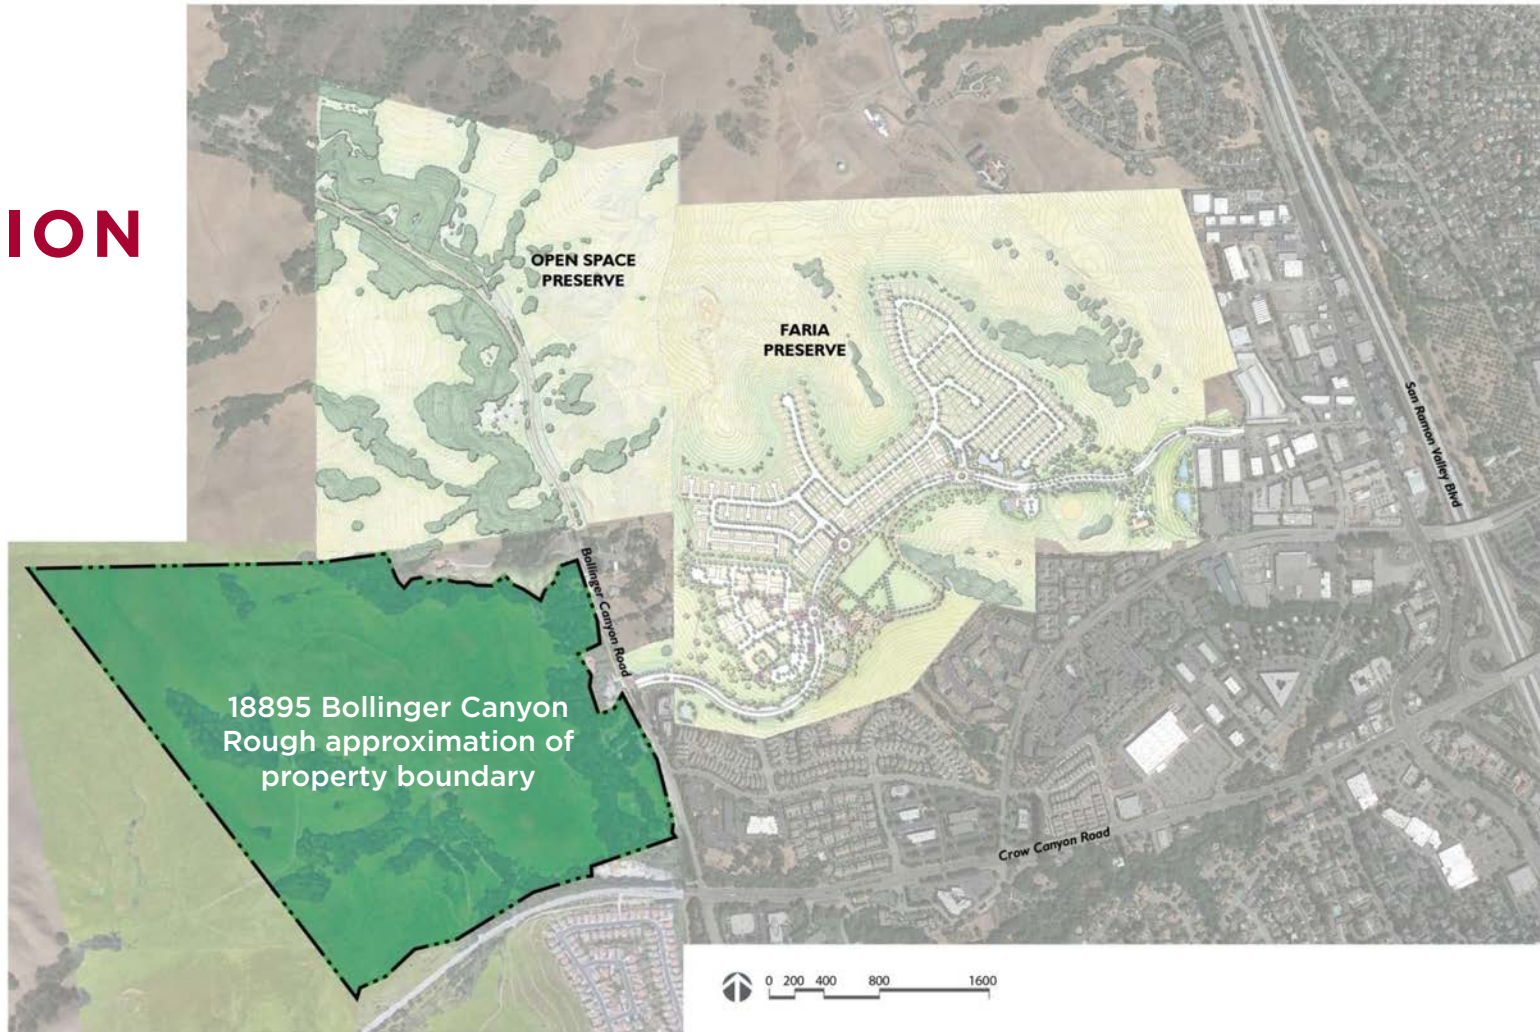 ION
OPEN SPACE
PRESERVE
FARIA
PRESERVE
San Ramon Valley Blvd
Bollinger Canyon Road
18895 Bollinger Canyon
Rough approximation of
property boundary
Crow Canyon Road
0 200 400 800 1600